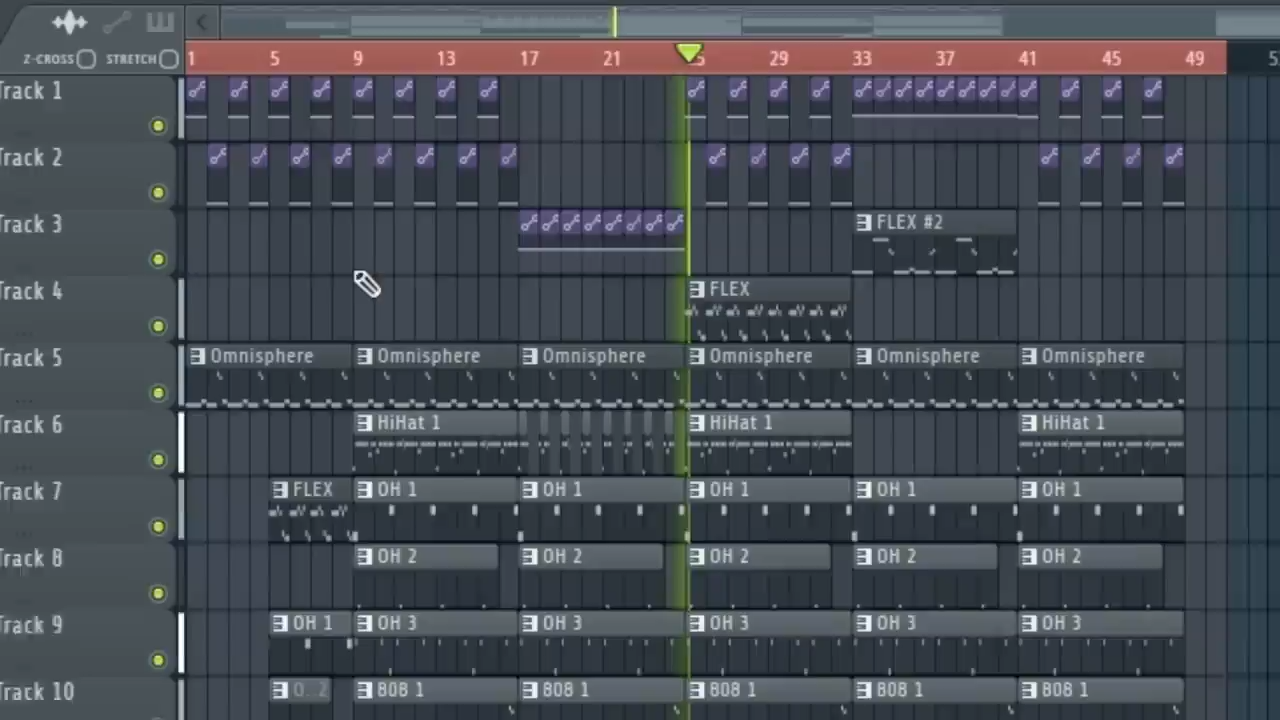 Z-CROSS STRETCH
1 5 9 13 17 21 25 29 33 37 41 45 49
Track 1
Track 2
Track 3 FLEX #2
Track 4 FLEX
Track 5 Omnisphere Omnisphere Omnisphere Omnisphere Omnisphere Omnisphere
Track 6 HiHat 1 HiHat 1 HiHat 1
Track 7 FLEX OH 1 OH 1 OH 1 OH 1 OH 1
Track 8 OH 2 OH 2 OH 2 OH 2 OH 2
Track 9 OH 1 OH 3 OH 3 OH 3 OH 3 OH 3
Track 10 O...2 808 1 808 1 808 1 808 1 808 1